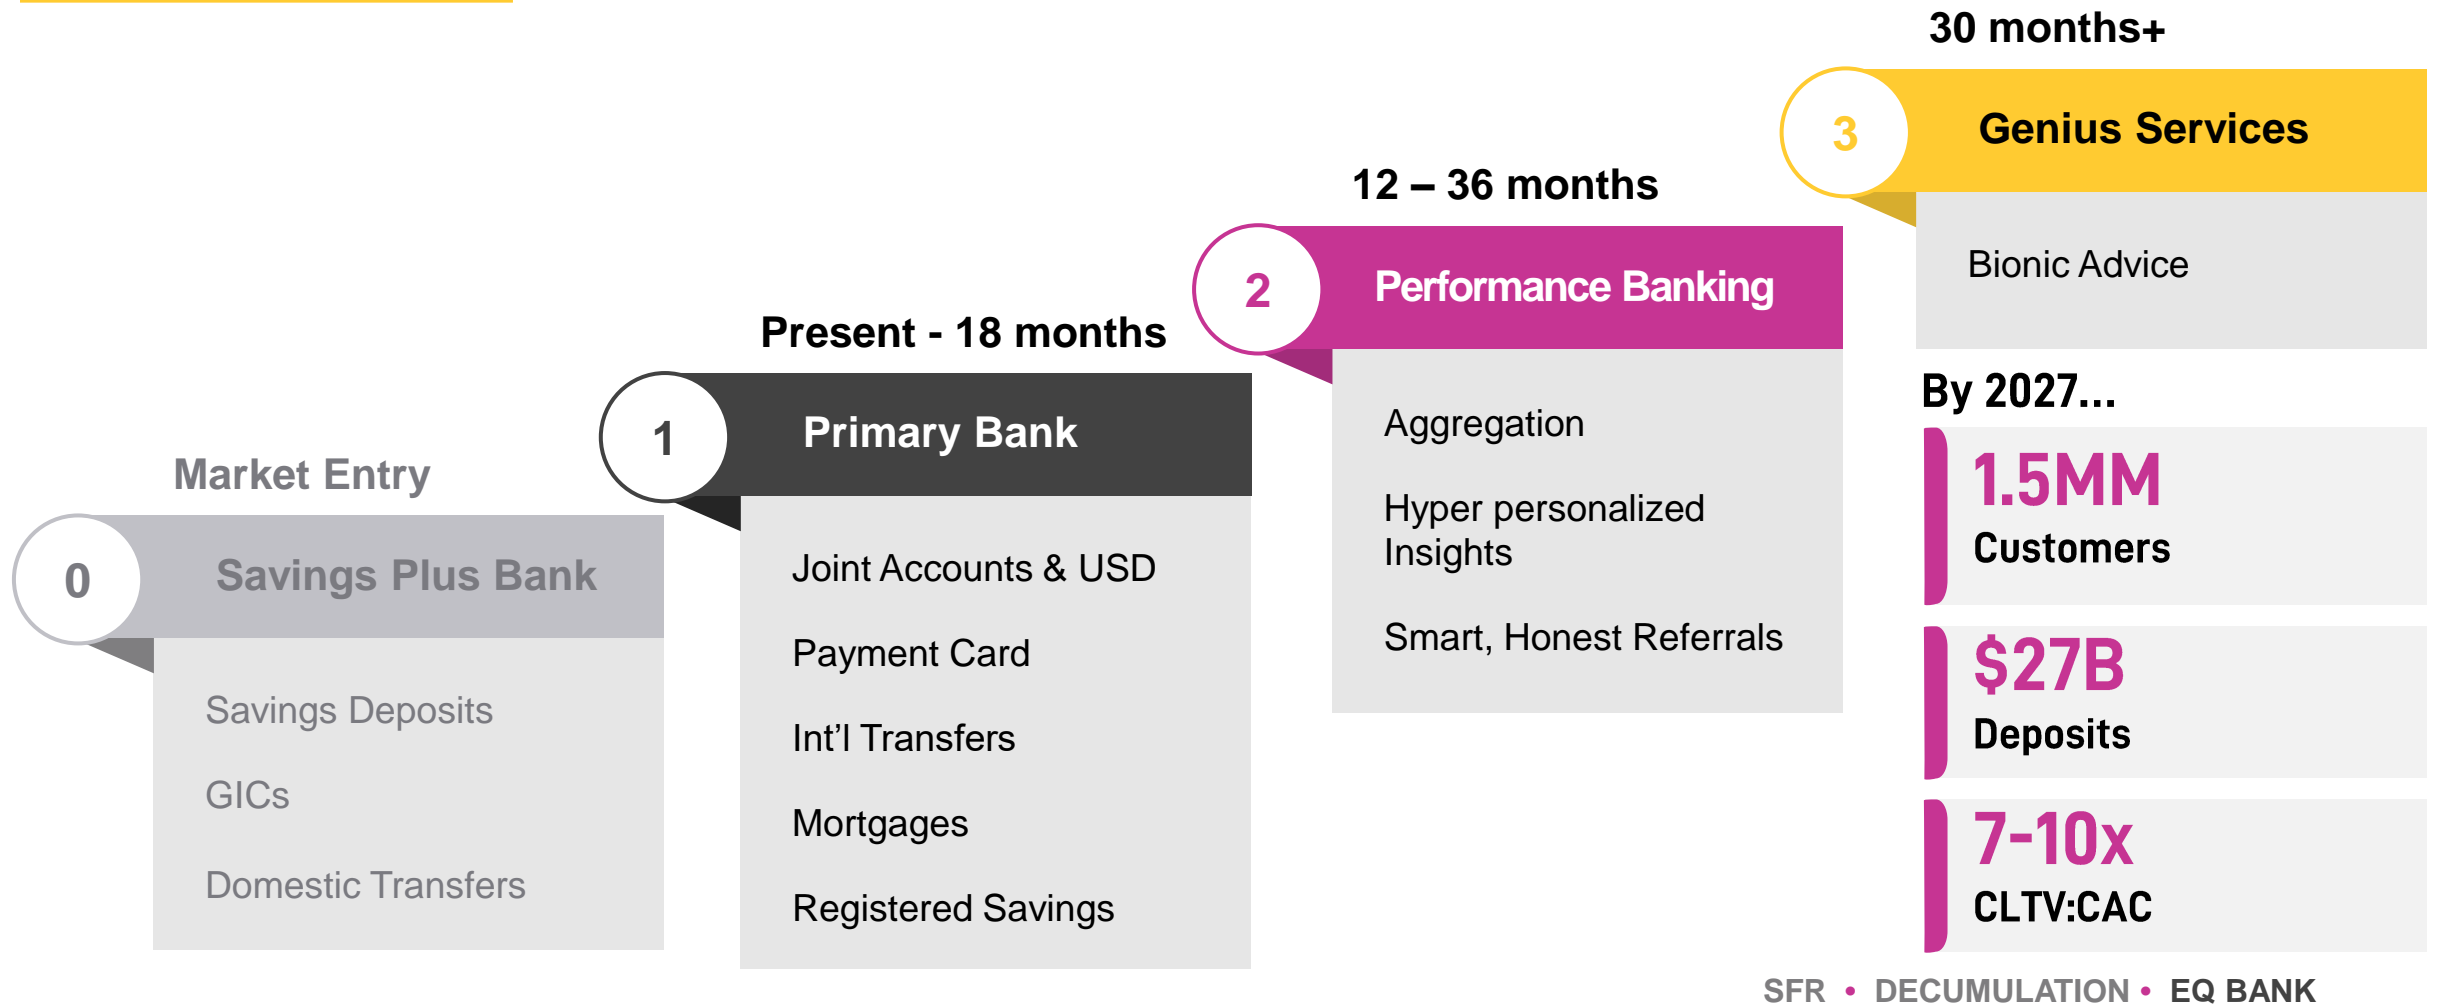 Market Entry
0
Savings Plus Bank
Savings Deposits
GICs
Domestic Transfers
Present - 18 months
1
Primary Bank
Joint Accounts & USD
Payment Card
Int’l Transfers
Mortgages
Registered Savings
12 – 36 months
2
Performance Banking
Aggregation
Hyper personalized
Insights
Smart, Honest Referrals
30 months+
3
Genius Services
Bionic Advice
By 2027...
1.5MM
Customers
$27B
Deposits
7-10x
CLTV:CAC
SFR • DECUMULATION • EQ BANK